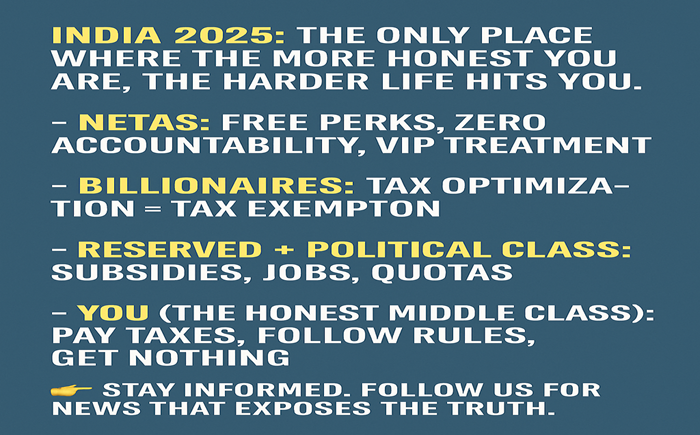 INDIA 2025: THE ONLY PLACE
WHERE THE MORE HONEST YOU
ARE, THE HARDER LIFE HITS YOU.
– NETAS: FREE PERKS, ZERO
ACCOUNTABILITY, VIP TREATMENT
– BILLIONAIRES: TAX OPTIMIZA–
TION = TAX EXEMPTON
– RESERVED + POLITICAL CLASS:
SUBSIDIES, JOBS, QUOTAS
– YOU (THE HONEST MIDDLE CLASS):
PAY TAXES, FOLLOW RULES,
GET NOTHING
👉 STAY INFORMED. FOLLOW US FOR
NEWS THAT EXPOSES THE TRUTH.